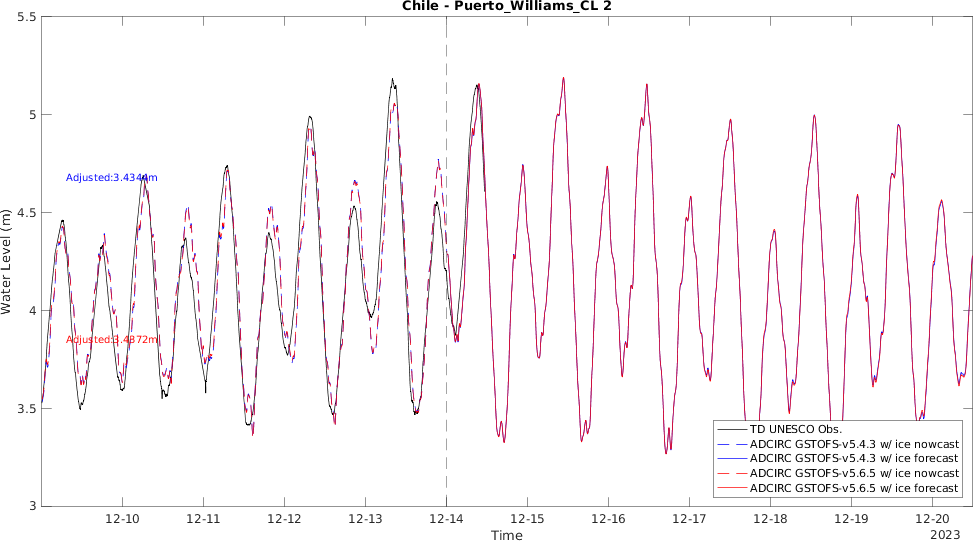 Chile - Puerto_Williams_CL 2
Water Level (m)
5.5
5
4.5
4
3.5
3
Adjusted:3.4344m
Adjusted:3.4372m
TD UNESCO Obs.
ADCIRC GSTOFS-v5.4.3 w/ ice nowcast
ADCIRC GSTOFS-v5.4.3 w/ ice forecast
ADCIRC GSTOFS-v5.6.5 w/ ice nowcast
ADCIRC GSTOFS-v5.6.5 w/ ice forecast
12-10 12-11 12-12 12-13 12-14 12-15 12-16 12-17 12-18 12-19 12-20
Time
2023